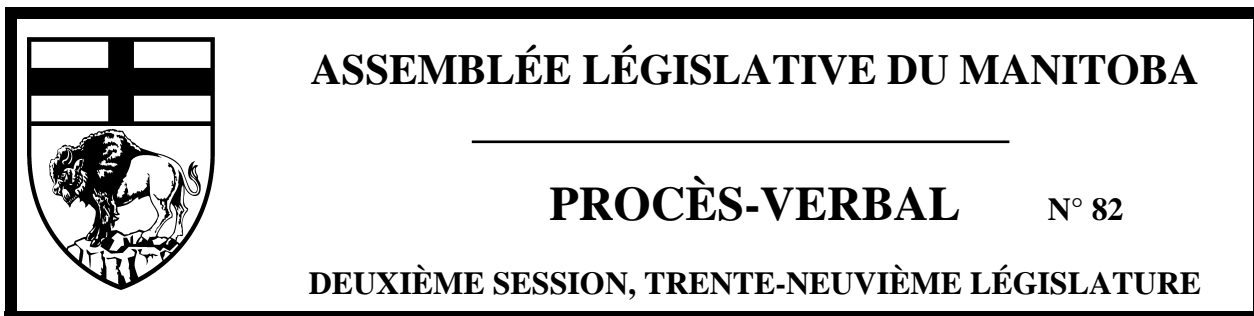 ASSEMBLÉE LÉGISLATIVE DU MANITOBA
PROCÈS-VERBAL N° 82
DEUXIÈME SESSION, TRENTE-NEUVIÈME LÉGISLATURE